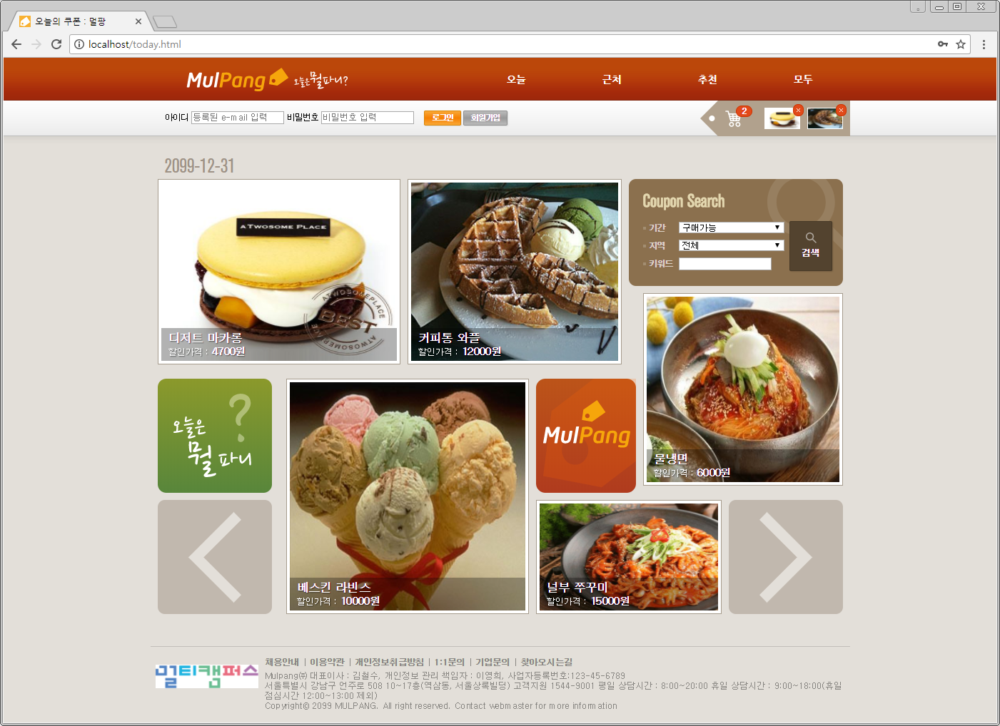 오늘의 쿠폰 : 멀팡
localhost/today.html
MulPang 오늘은 뭘 파니?
오늘 근처 추천 모두
아이디 등록된 e-mail 입력 비밀번호 비밀번호 입력 로그인 회원가입
2
2099-12-31
A TWOSOME PLACE
ATWOSOMEPLACE
BEST
디저트 마카롱
할인가격 : 4700원
커피통 와플
할인가격 : 12000원
Coupon Search
기간 구매가능
지역 전체
키워드
검색
물냉면
할인가격 : 6000원
오늘은
뭘 파니
?
MulPang
베스킨 라빈스
할인가격 : 10000원
널부 쭈꾸미
할인가격 : 15000원
멀티캠퍼스
채용안내 | 이용약관 | 개인정보취급방침 | 1:1문의 | 기업문의 | 찾아오시는길
Mulpang㈜ 대표이사 : 김철수, 개인정보 관리 책임자 : 이영희, 사업자등록번호:123-45-6789
서울특별시 강남구 언주로 508 10~17층(역삼동, 서울상록빌딩) 고객지원 1544-9001 평일 상담시간 : 8:00~20:00 휴일 상담시간 : 9:00~18:00(휴일
점심시간 12:00~13:00 제외)
Copyright© 2099 MULPANG. All right reserved. Contact webmaster for more information